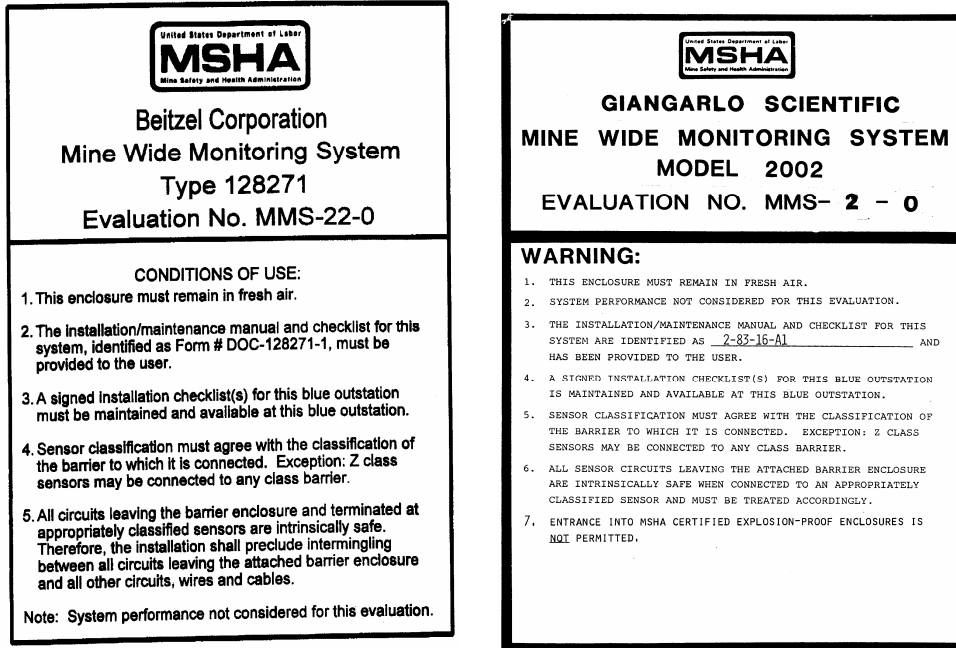 United States Department of Labor
MSHA
Mine Safety and Health Administration
Beitzel Corporation
Mine Wide Monitoring System
Type 128271
Evaluation No. MMS-22-0
CONDITIONS OF USE:
1. This enclosure must remain in fresh air.
2. The installation/maintenance manual and checklist for this
system, identified as Form # DOC-128271-1, must be
provided to the user.
3. A signed installation checklist(s) for this blue outstation
must be maintained and available at this blue outstation.
4. Sensor classification must agree with the classification of
the barrier to which it is connected. Exception: Z class
sensors may be connected to any class barrier.
5. All circuits leaving the barrier enclosure and terminated at
appropriately classified sensors are intrinsically safe.
Therefore, the installation shall preclude intermingling
between all circuits leaving the attached barrier enclosure
and all other circuits, wires and cables.
Note: System performance not considered for this evaluation.
United States Department of Labor
MSHA
Mine Safety and Health Administration
GIANGARLO SCIENTIFIC
MINE WIDE MONITORING SYSTEM
MODEL 2002
EVALUATION NO. MMS- 2 - 0
WARNING:
1. THIS ENCLOSURE MUST REMAIN IN FRESH AIR.
2. SYSTEM PERFORMANCE NOT CONSIDERED FOR THIS EVALUATION.
3. THE INSTALLATION/MAINTENANCE MANUAL AND CHECKLIST FOR THIS
SYSTEM ARE IDENTIFIED AS 2-83-16-A1 AND
HAS BEEN PROVIDED TO THE USER.
4. A SIGNED INSTALLATION CHECKLIST(S) FOR THIS BLUE OUTSTATION
IS MAINTAINED AND AVAILABLE AT THIS BLUE OUTSTATION.
5. SENSOR CLASSIFICATION MUST AGREE WITH THE CLASSIFICATION OF
THE BARRIER TO WHICH IT IS CONNECTED. EXCEPTION: Z CLASS
SENSORS MAY BE CONNECTED TO ANY CLASS BARRIER.
6. ALL SENSOR CIRCUITS LEAVING THE ATTACHED BARRIER ENCLOSURE
ARE INTRINSICALLY SAFE WHEN CONNECTED TO AN APPROPRIATELY
CLASSIFIED SENSOR AND MUST BE TREATED ACCORDINGLY.
7. ENTRANCE INTO MSHA CERTIFIED EXPLOSION-PROOF ENCLOSURES IS
NOT PERMITTED.